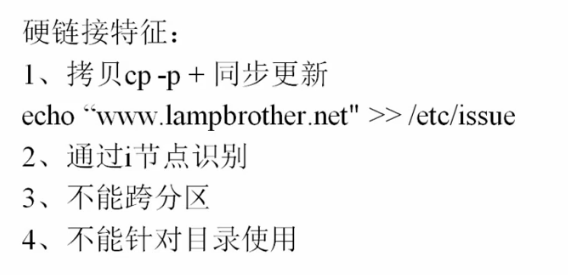 硬链接特征：
1、拷贝cp -p + 同步更新
echo “www.lampbrother.net" >> /etc/issue
2、通过i节点识别
3、不能跨分区
4、不能针对目录使用